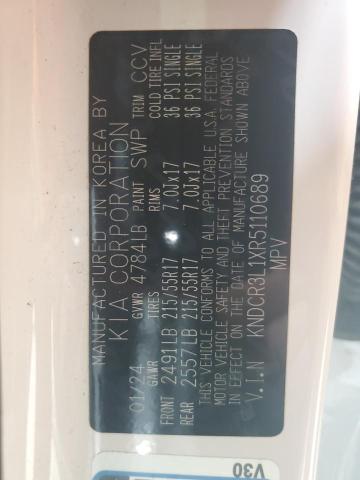 MANUFACTURED IN KOREA BY
KIA CORPORATION
01/24 GVWR 4784LB PAINT SWP TRIM CCV
GAWR TIRES RIMS COLD TIRE INFL
FRONT 2491LB 215/55R17 7.0JX17 36 PSI SINGLE
REAR 2557LB 215/55R17 7.0JX17 36 PSI SINGLE
THIS VEHICLE CONFORMS TO ALL APPLICABLE U.S.A FEDERAL
MOTOR VEHICLE SAFETY AND THEFT PREVENTION STANDARDS
IN EFFECT ON THE DATE OF MANUFACTURE SHOWN ABOVE
V.I.N KNDCR3L1XR5110689
MPV
V30